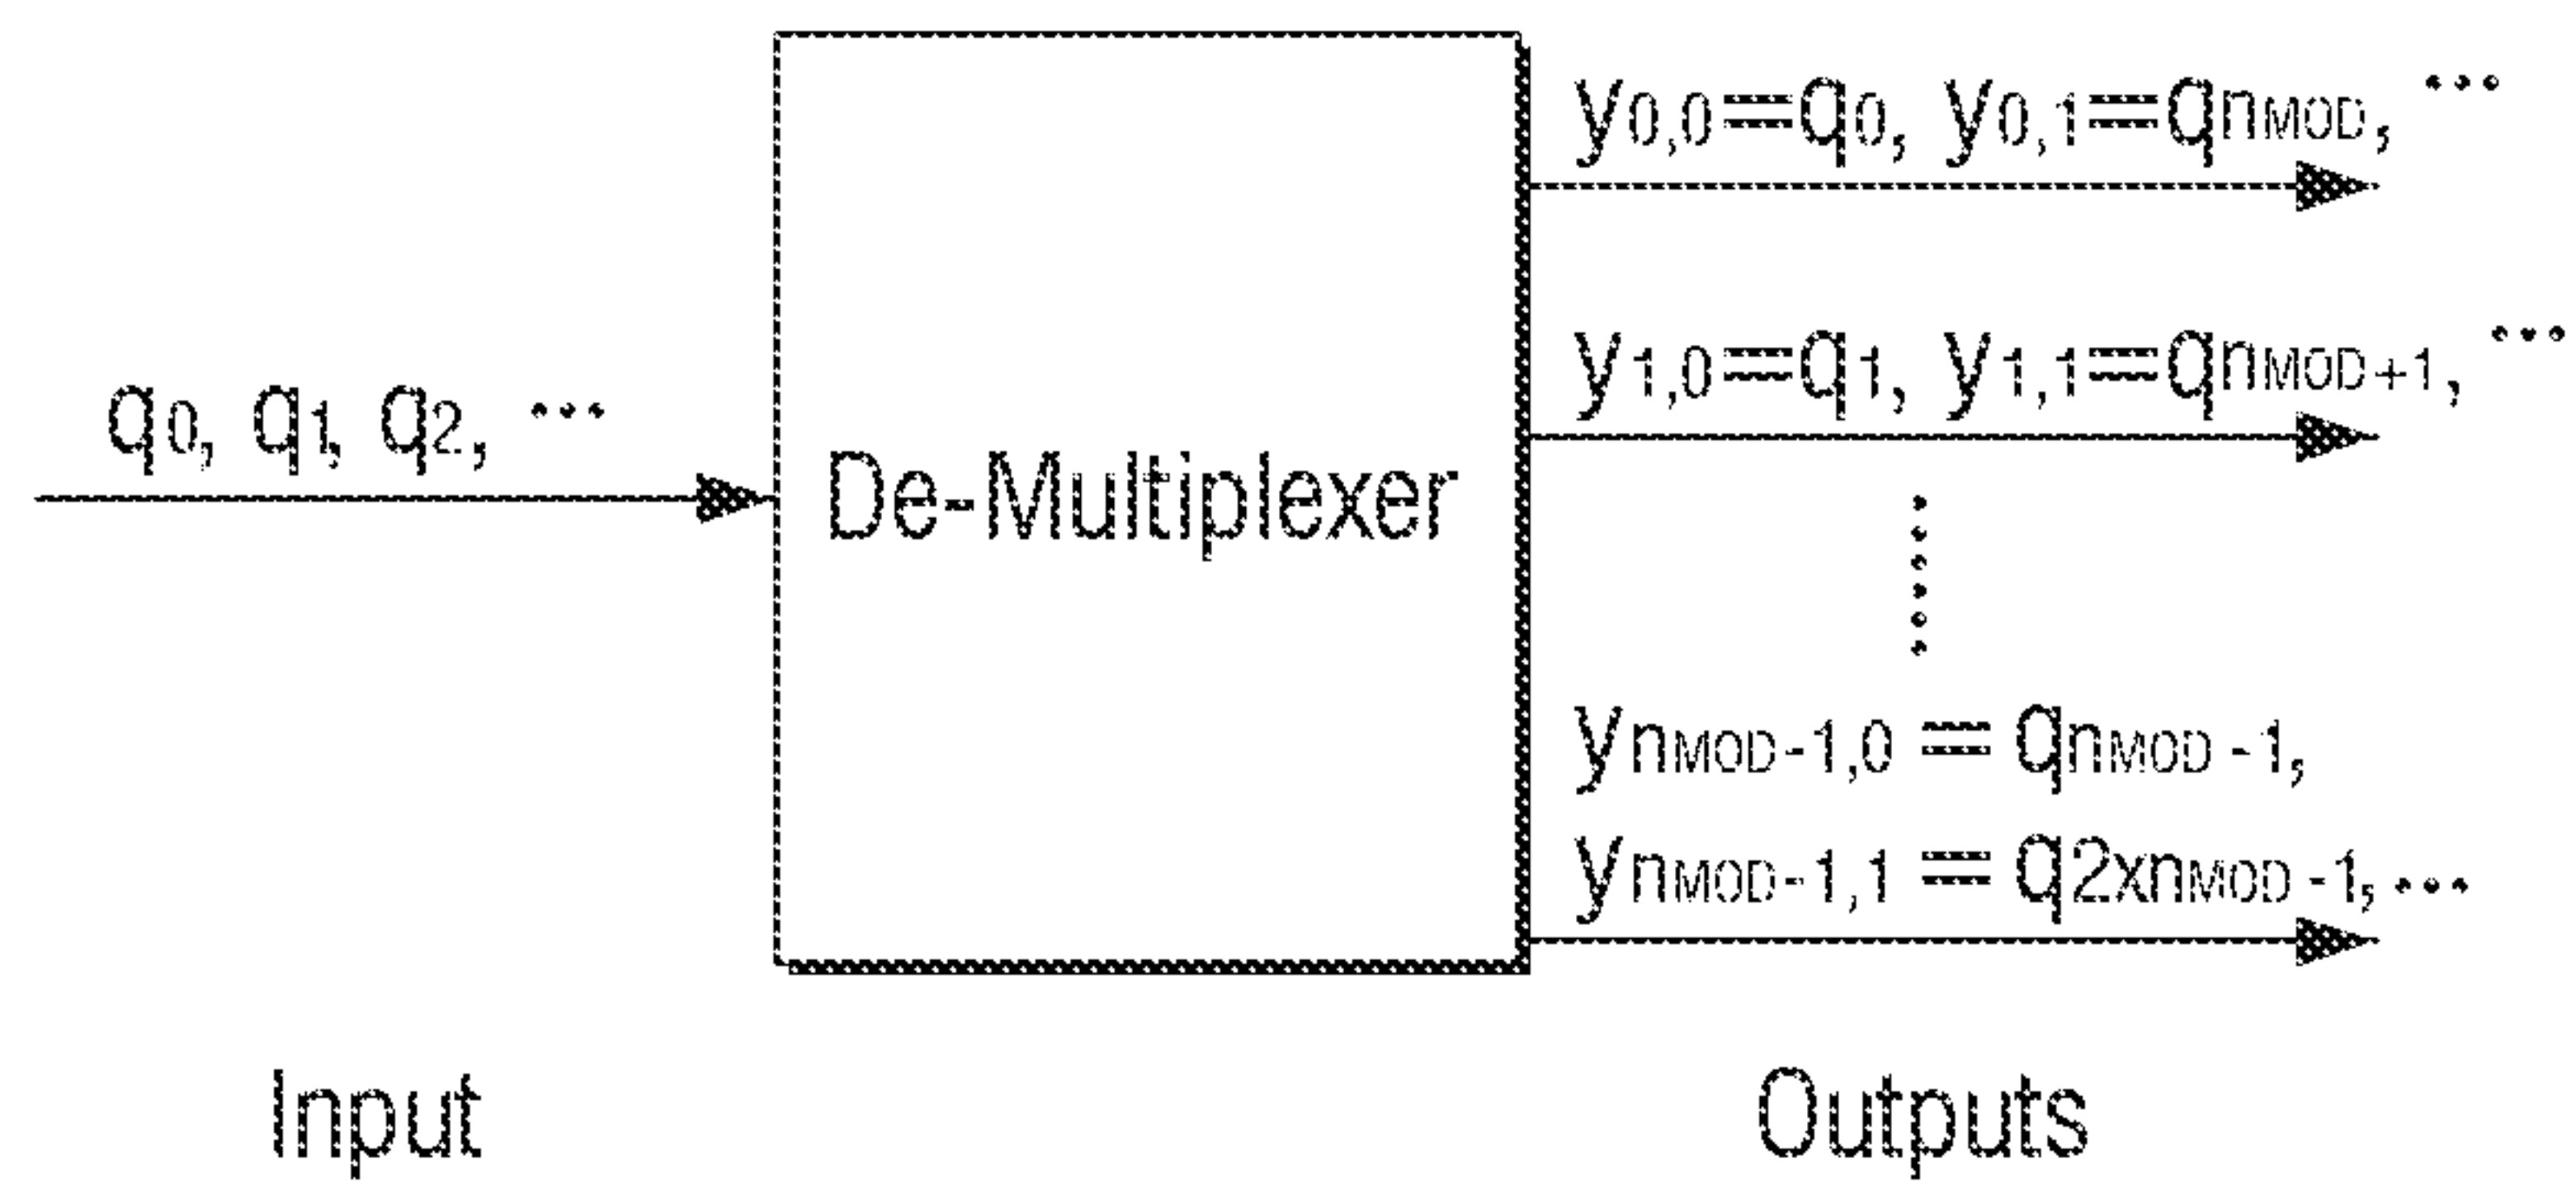 y0,0=q0, y0,1=qnMOD, ...
y1,0=q1, y1,1=qnMOD+1, ...
q0, q1, q2, ...
De-Multiplexer
ynMOD-1,0 = qnMOD-1,
ynMOD-1,1 = q2xnMOD-1, ...
Input
Outputs